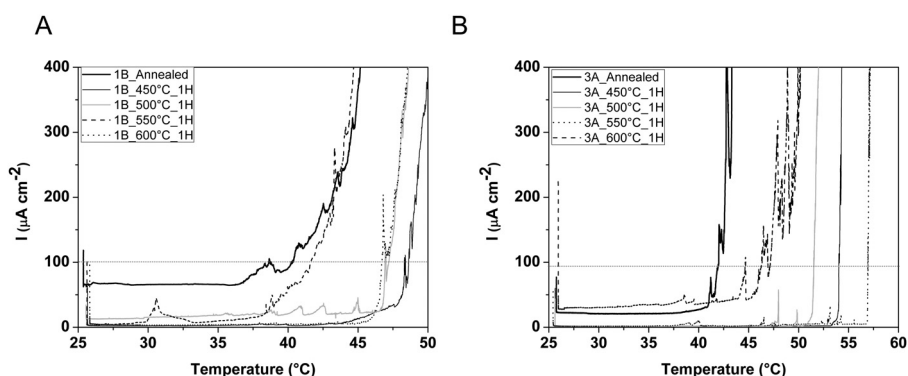 A
B
400
300
200
100
0
I (μA cm-2)
1B_Annealed
1B_450°C_1H
1B_500°C_1H
1B_550°C_1H
1B_600°C_1H
25 30 35 40 45 50
Temperature (°C)
400
300
200
100
0
I (μA cm-2)
3A_Annealed
3A_450°C_1H
3A_500°C_1H
3A_550°C_1H
3A_600°C_1H
25 30 35 40 45 50 55 60
Temperature (°C)